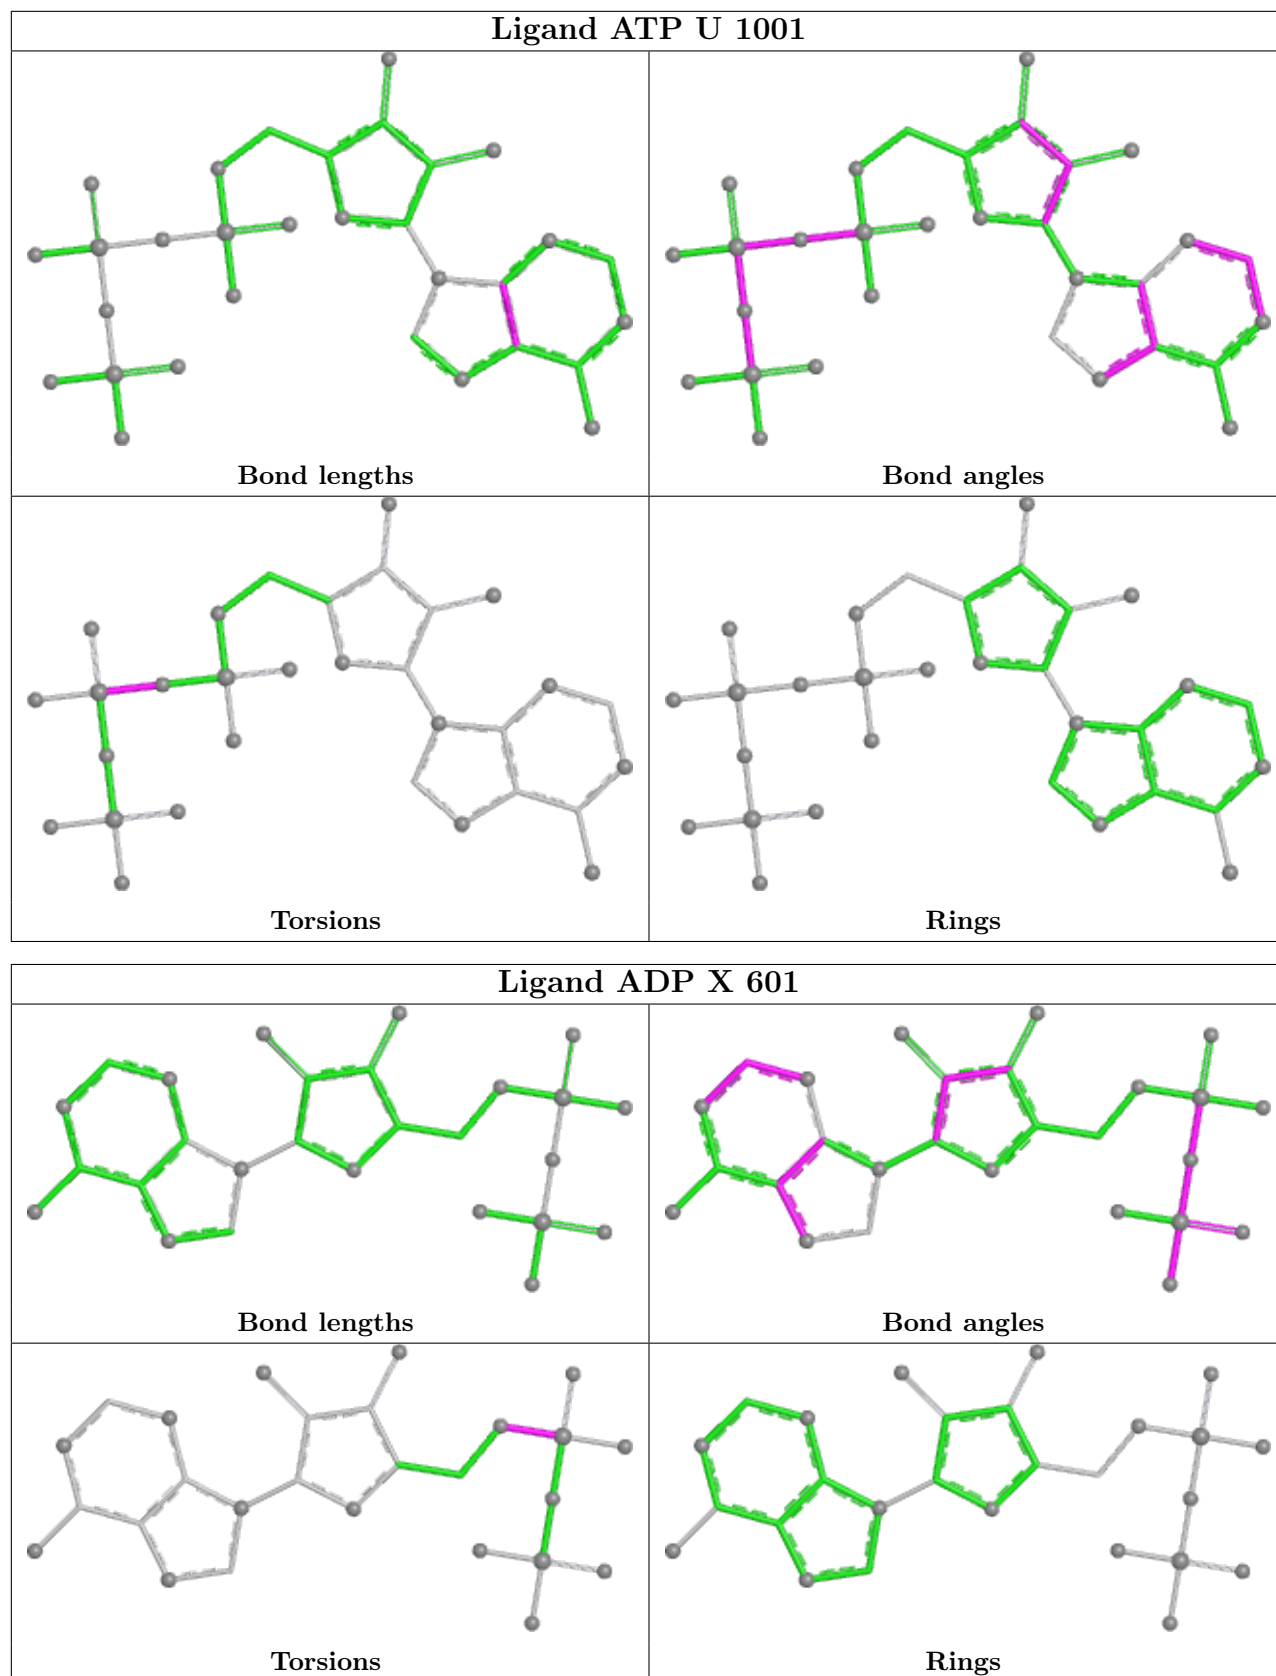 Ligand ATP U 1001
Bond lengths
Bond angles
Torsions
Rings
Ligand ADP X 601
Bond lengths
Bond angles
Torsions
Rings